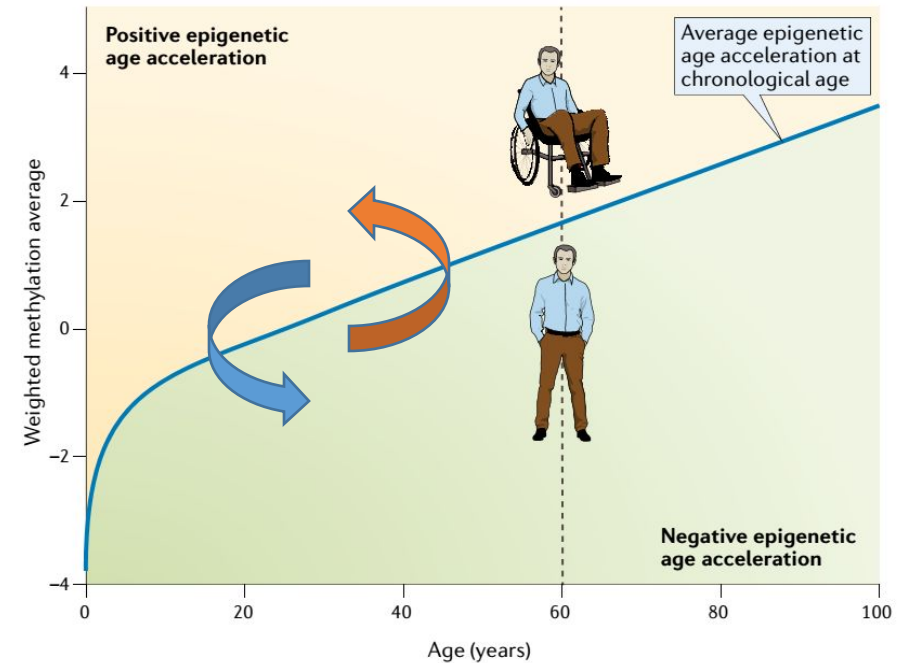 Positive epigenetic
age acceleration
Average epigenetic
age acceleration at
chronological age
Weighted methylation average
4
2
0
−2
−4
Negative epigenetic
age acceleration
0
20
40
60
80
100
Age (years)